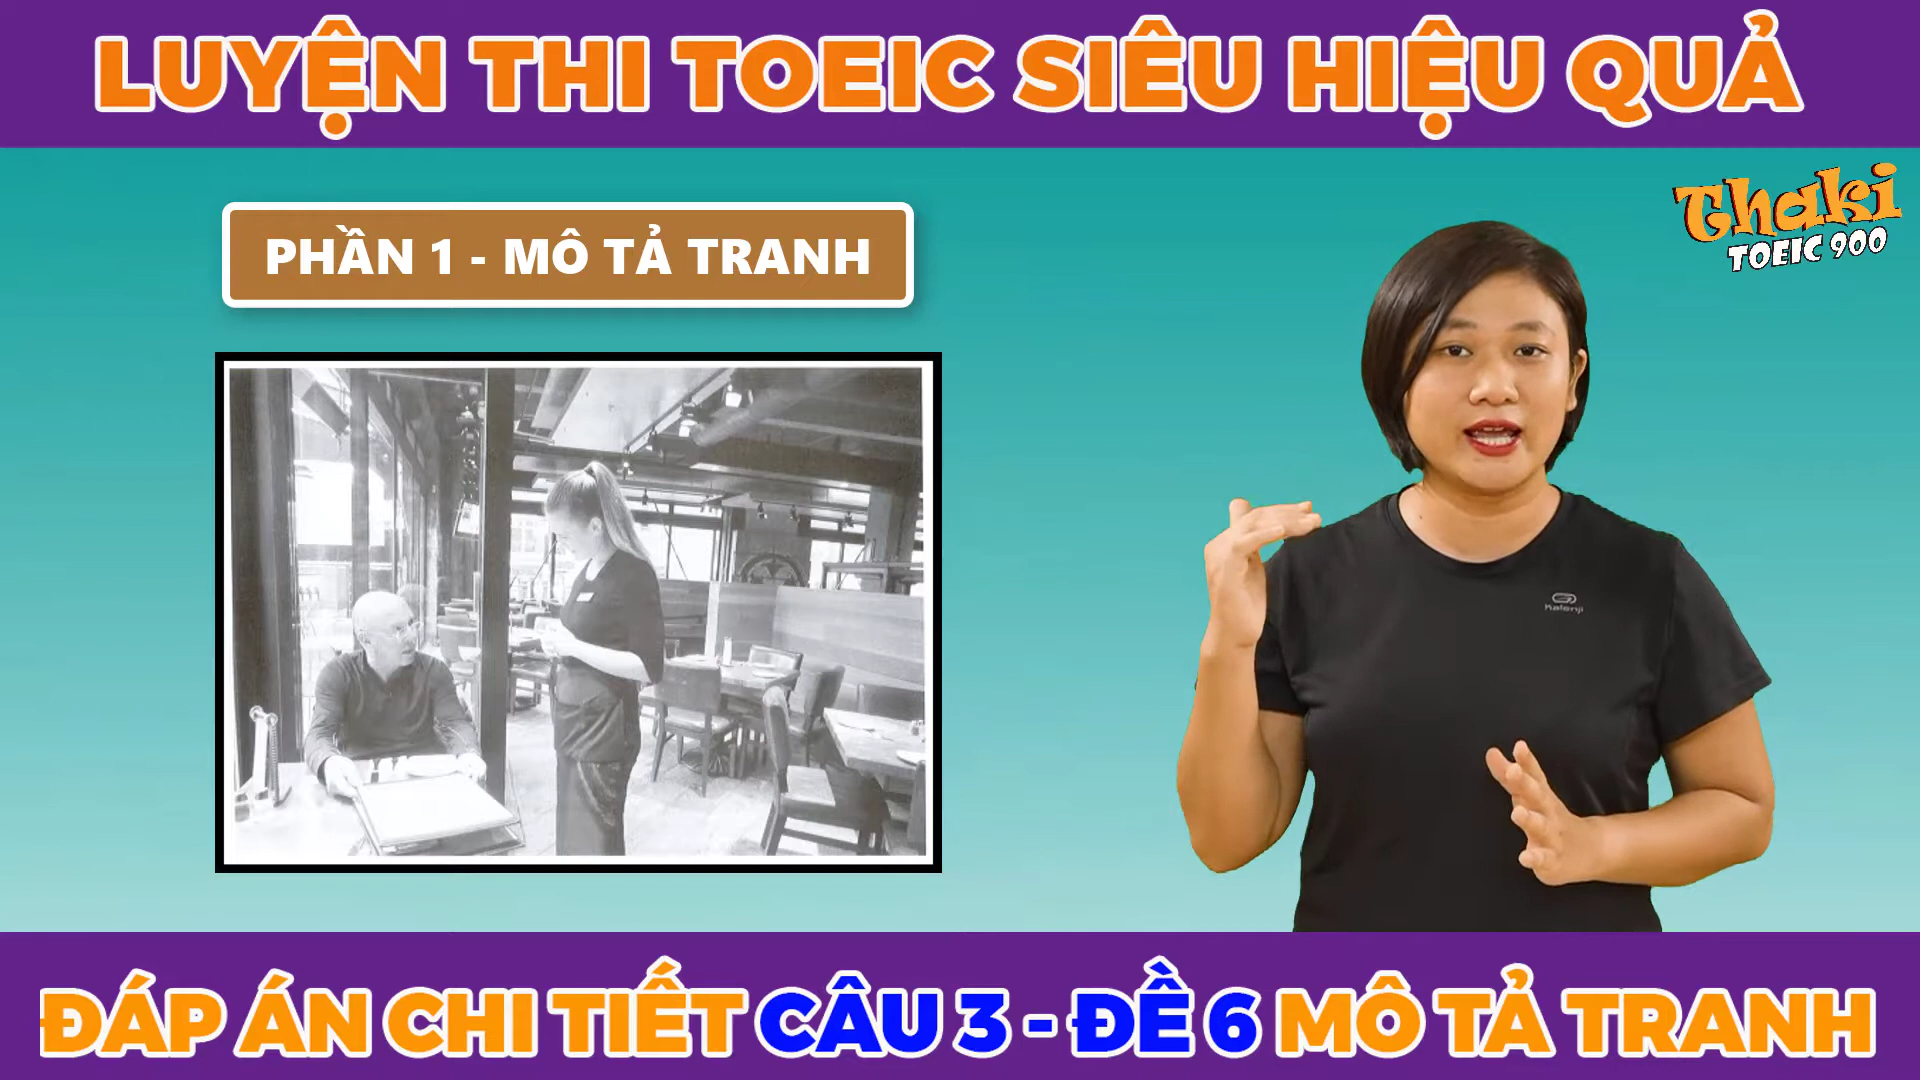 LUYỆN THI TOEIC SIÊU HIỆU QUẢ
Thaki
TOEIC 900
PHẦN 1 - MÔ TẢ TRANH
kalenji
ĐÁP ÁN CHI TIẾT CÂU 3 - ĐỀ 6 MÔ TẢ TRANH